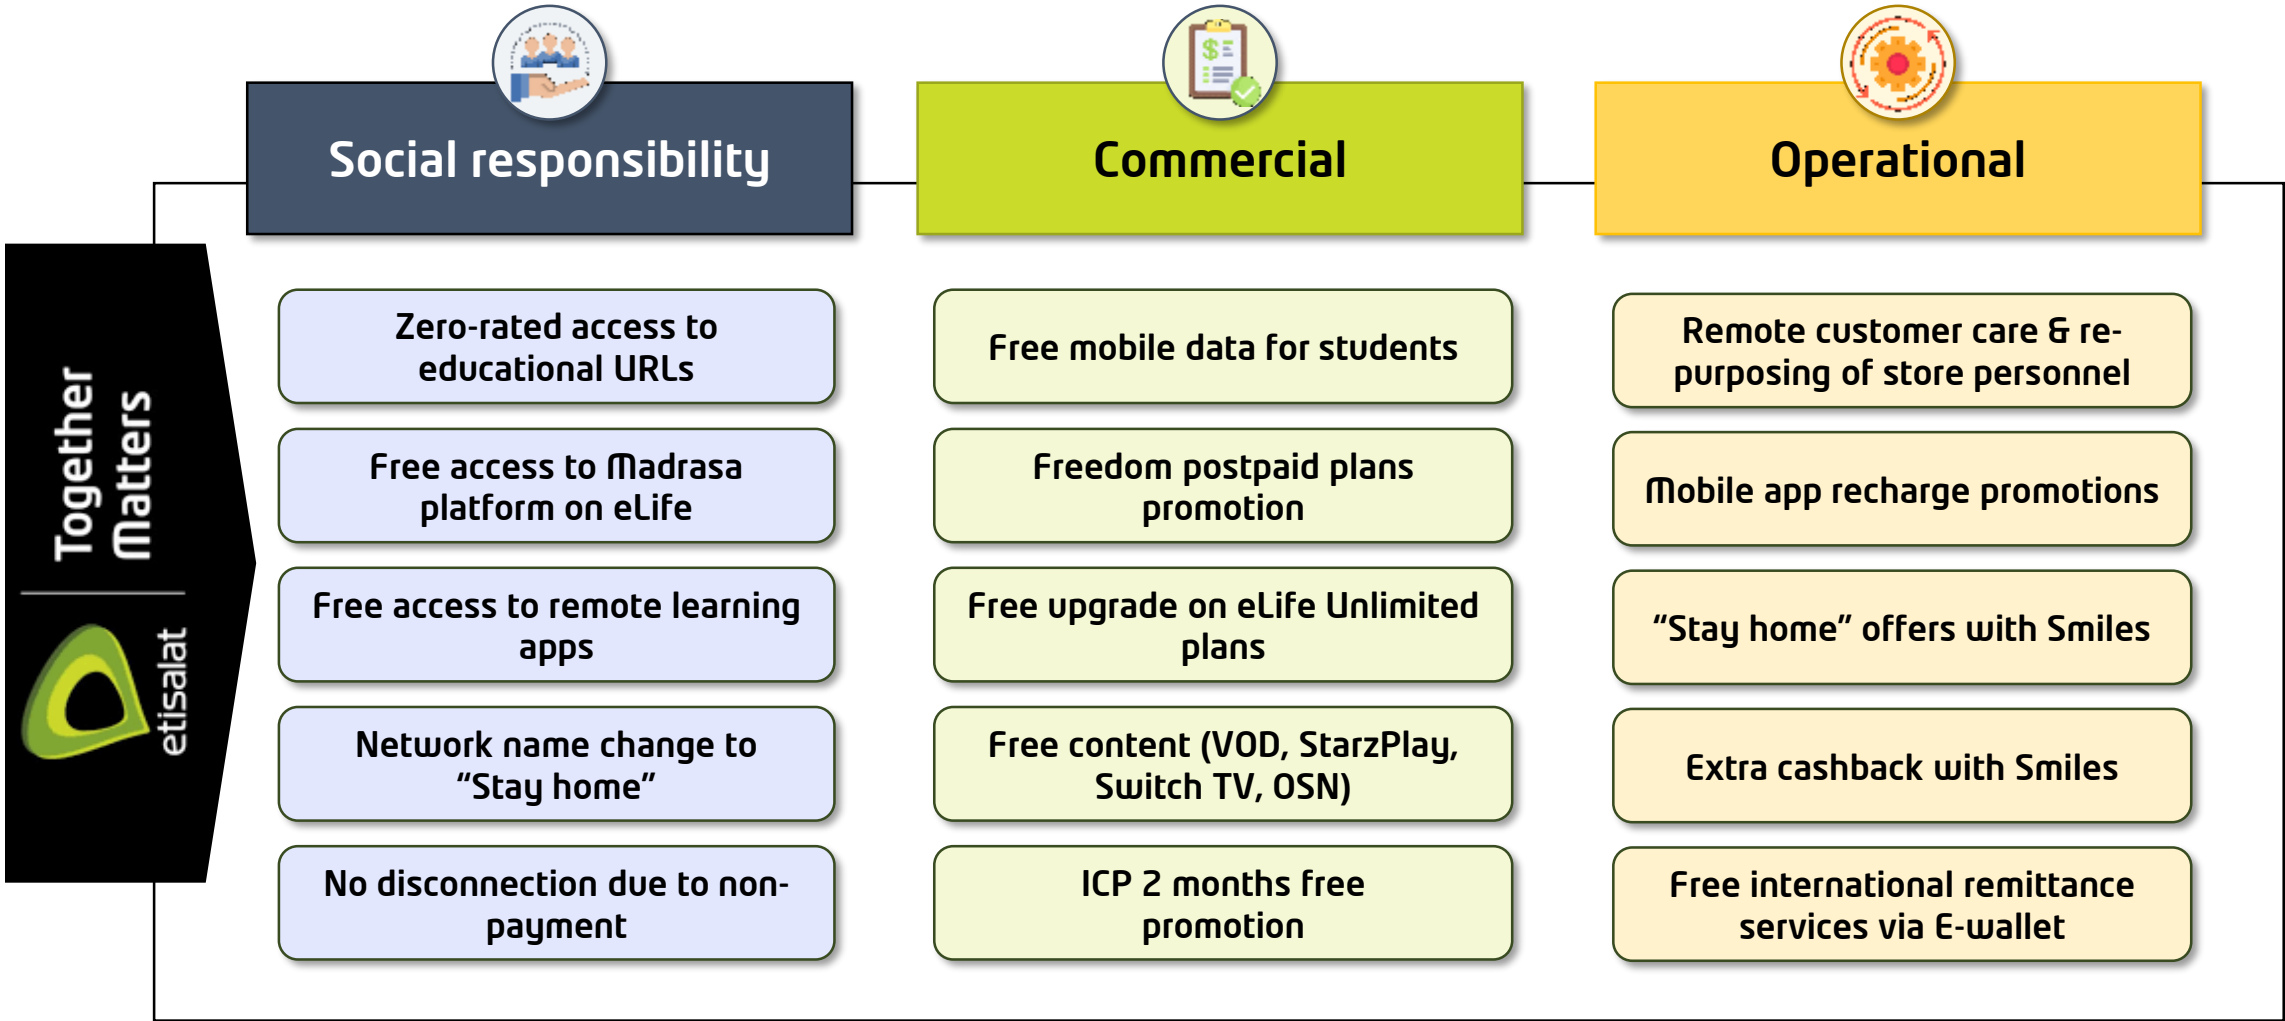 Social responsibility
Commercial
Operational
Together
Matters
etisalat
Zero-rated access to
educational URLs
Free access to Madrasa
platform on eLife
Free access to remote learning
apps
Network name change to
“Stay home”
No disconnection due to non-
payment
Free mobile data for students
Freedom postpaid plans
promotion
Free upgrade on eLife Unlimited
plans
Free content (VOD, StarzPlay,
Switch TV, OSN)
ICP 2 months free
promotion
Remote customer care & re-
purposing of store personnel
Mobile app recharge promotions
“Stay home” offers with Smiles
Extra cashback with Smiles
Free international remittance
services via E-wallet